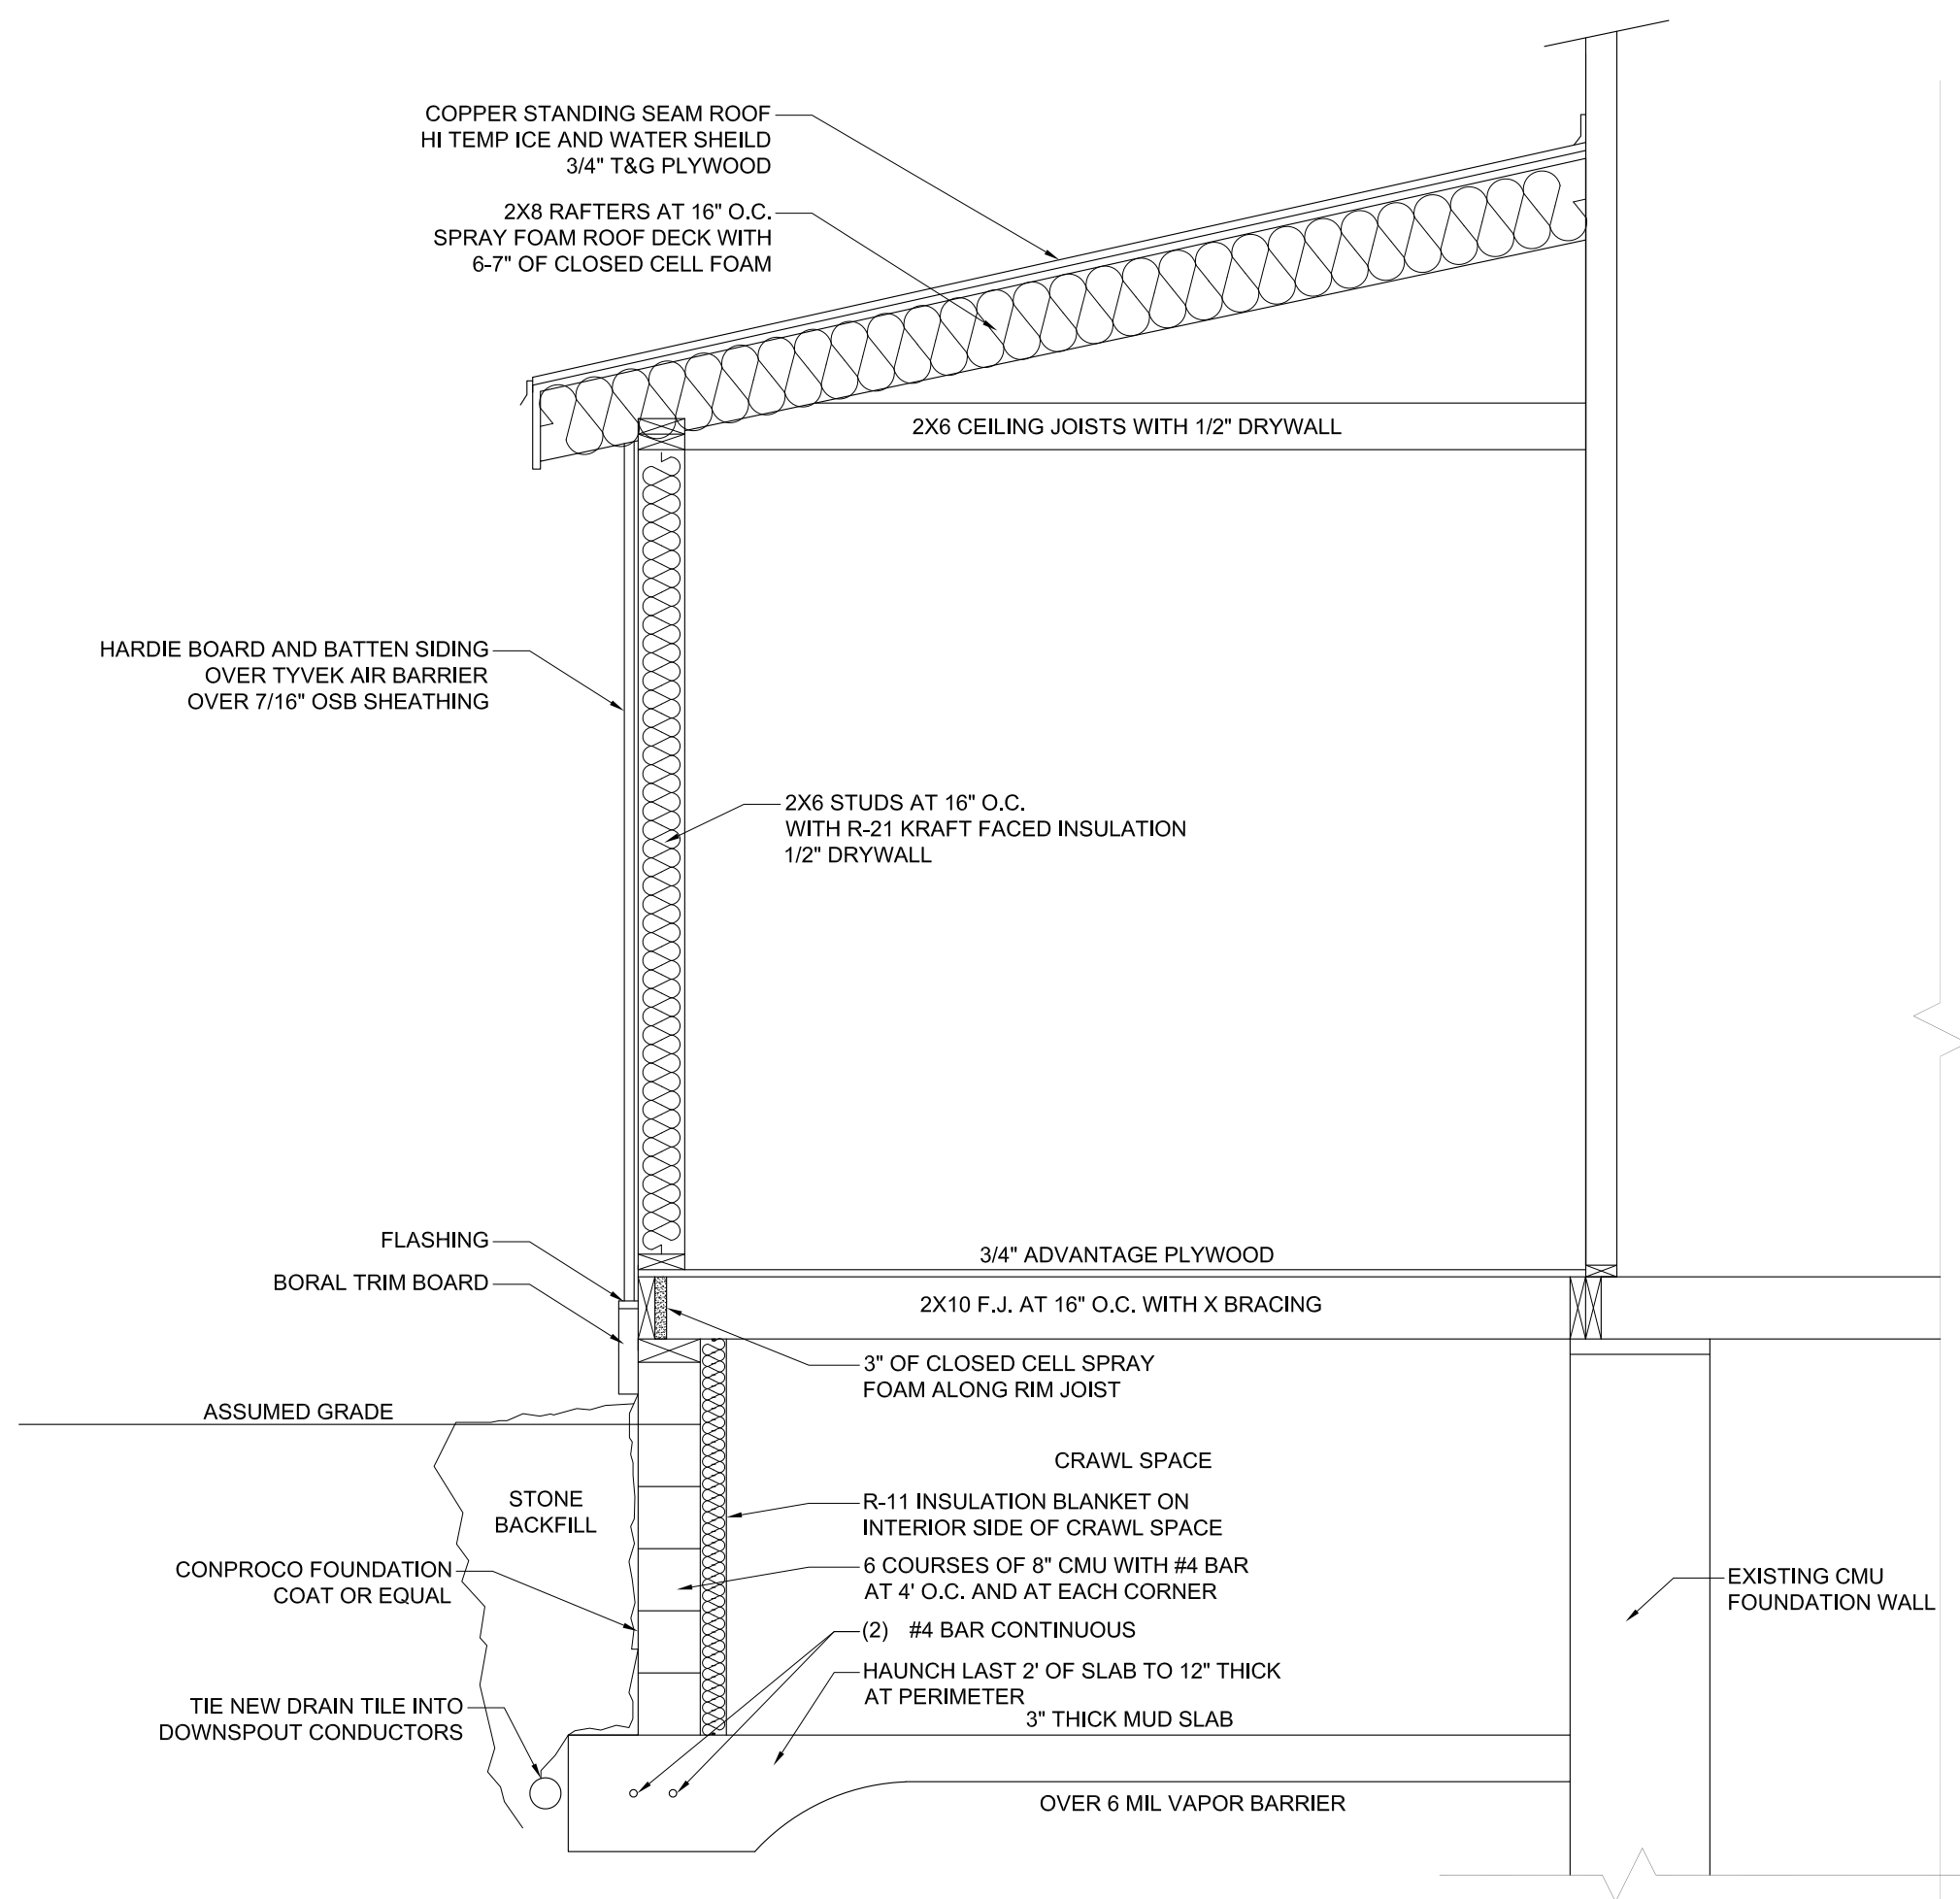 COPPER STANDING SEAM ROOF
HI TEMP ICE AND WATER SHEILD
3/4" T&G PLYWOOD
2X8 RAFTERS AT 16" O.C.
SPRAY FOAM ROOF DECK WITH
6-7" OF CLOSED CELL FOAM
2X6 CEILING JOISTS WITH 1/2" DRYWALL
HARDIE BOARD AND BATTEN SIDING
OVER TYVEK AIR BARRIER
OVER 7/16" OSB SHEATHING
2X6 STUDS AT 16" O.C.
WITH R-21 KRAFT FACED INSULATION
1/2" DRYWALL
FLASHING
BORAL TRIM BOARD
3/4" ADVANTAGE PLYWOOD
2X10 F.J. AT 16" O.C. WITH X BRACING
3" OF CLOSED CELL SPRAY
FOAM ALONG RIM JOIST
ASSUMED GRADE
CRAWL SPACE
STONE
BACKFILL
R-11 INSULATION BLANKET ON
INTERIOR SIDE OF CRAWL SPACE
CONPROCO FOUNDATION
COAT OR EQUAL
6 COURSES OF 8" CMU WITH #4 BAR
AT 4' O.C. AND AT EACH CORNER
EXISTING CMU
FOUNDATION WALL
(2) #4 BAR CONTINUOUS
HAUNCH LAST 2' OF SLAB TO 12" THICK
AT PERIMETER
TIE NEW DRAIN TILE INTO
DOWNSPOUT CONDUCTORS
3" THICK MUD SLAB
OVER 6 MIL VAPOR BARRIER